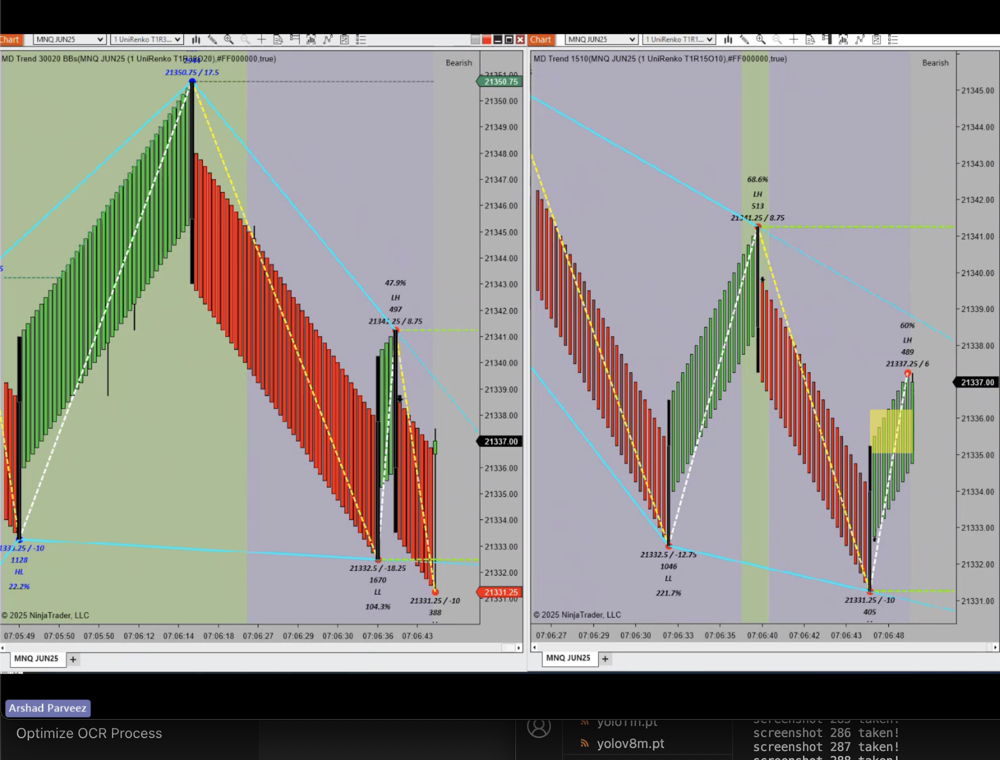 Chart
MNQ JUN25
1 UniRenko T1R3...
MD Trend 30020 BBs(MNQ JUN25 (1 UniRenko T1R30O20),#FF000000,true)
Bearish
21350.75 / 17.5
21351.00
21350.75
21350.00
21349.00
21348.00
21347.00
21346.00
21345.00
21344.00
21343.00
21342.00
21340.00
21339.00
21338.00
21337.00
21336.00
21335.00
21334.00
21333.00
21332.00
21331.25
47.9%
LH
497
21341.25 / 8.75
1128
HL
22.2%
21332.5 / -18.25
1670
LL
104.3%
21331.25 / -10
388
© 2025 NinjaTrader, LLC
07:05:49 07:05:50 07:05:50 07:06:12 07:06:14 07:06:18 07:06:27 07:06:29 07:06:30 07:06:36 07:06:43
MNQ JUN25 +
Chart
MNQ JUN25
1 UniRenko T1R1...
MD Trend 1510(MNQ JUN25 (1 UniRenko T1R15O10),#FF000000,true)
Bearish
21345.00
21344.00
21343.00
21342.00
21341.00
21340.00
21339.00
21338.00
21337.00
21336.00
21335.00
21334.00
21333.00
21332.00
21331.00
68.6%
LH
513
21341.25 / 8.75
60%
LH
489
21337.25 / 6
21332.5 / -12.75
1046
LL
221.7%
21331.25 / -10
405
© 2025 NinjaTrader, LLC
07:06:27 07:06:29 07:06:30 07:06:33 07:06:35 07:06:40 07:06:42 07:06:43 07:06:48
MNQ JUN25 +
Arshad Parveez
Optimize OCR Process
yolo11n.pt
yolov8m.pt
screenshot 285 taken!
screenshot 286 taken!
screenshot 287 taken!
screenshot 288 taken!